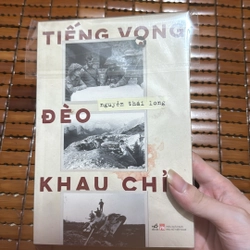 TIẾNG VỌNG
nguyễn thái long
ĐÈO
KHAU CHỈ